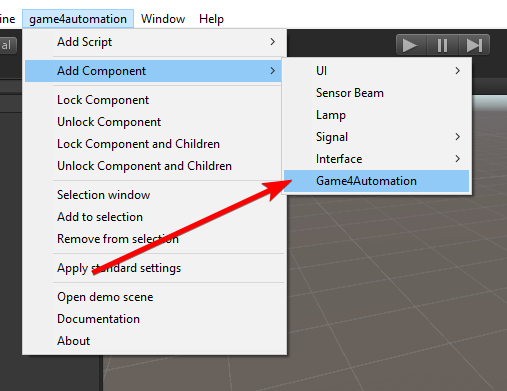 ine game4automation Window Help
al
Add Script
Add Component
Lock Component
Unlock Component
Lock Component and Children
Unlock Component and Children
Selection window
Add to selection
Remove from selection
Apply standard settings
Open demo scene
Documentation
About
UI
Sensor Beam
Lamp
Signal
Interface
Game4Automation